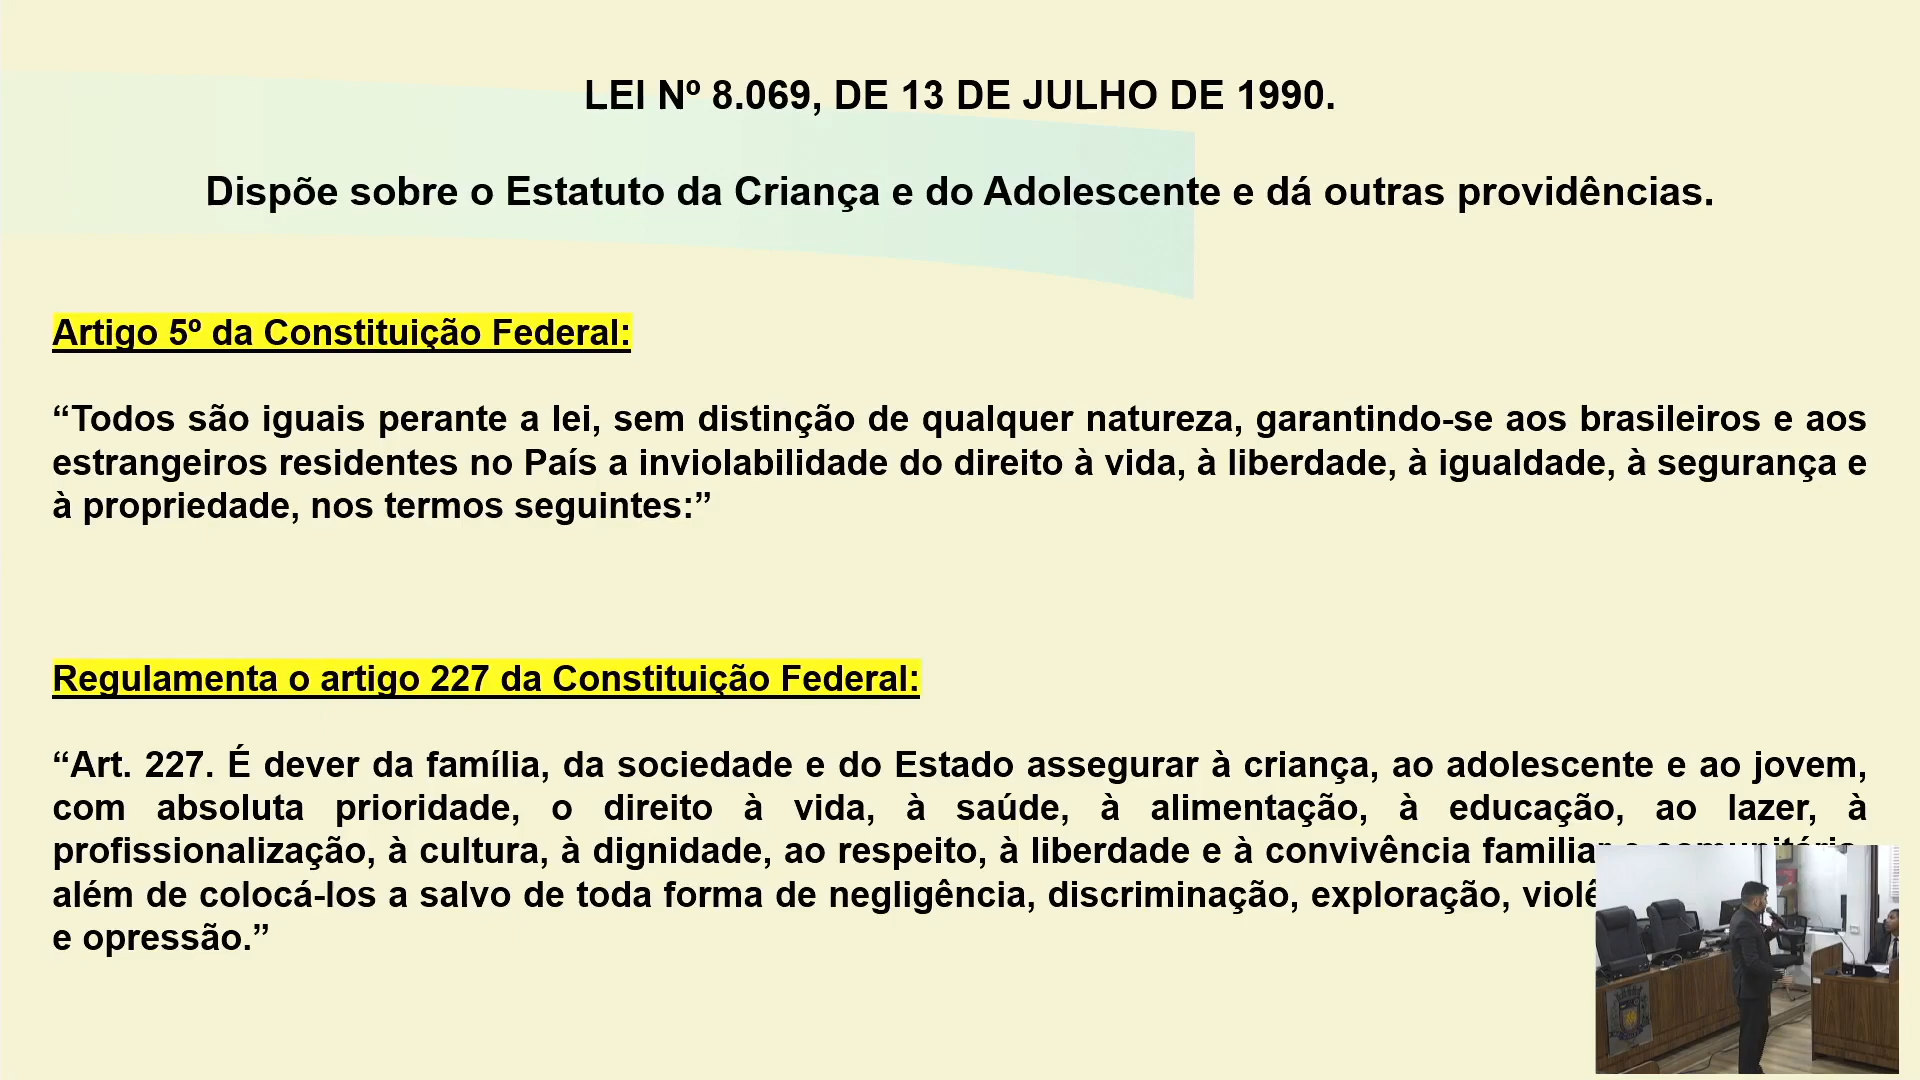 LEI Nº 8.069, DE 13 DE JULHO DE 1990.
Dispõe sobre o Estatuto da Criança e do Adolescente e dá outras providências.
Artigo 5º da Constituição Federal:
“Todos são iguais perante a lei, sem distinção de qualquer natureza, garantindo-se aos brasileiros e aos
estrangeiros residentes no País a inviolabilidade do direito à vida, à liberdade, à igualdade, à segurança e
à propriedade, nos termos seguintes:”
Regulamenta o artigo 227 da Constituição Federal:
“Art. 227. É dever da família, da sociedade e do Estado assegurar à criança, ao adolescente e ao jovem,
com absoluta prioridade, o direito à vida, à saúde, à alimentação, à educação, ao lazer, à
profissionalização, à cultura, à dignidade, ao respeito, à liberdade e à convivência familiar
além de colocá-los a salvo de toda forma de negligência, discriminação, exploração,
e opressão.”